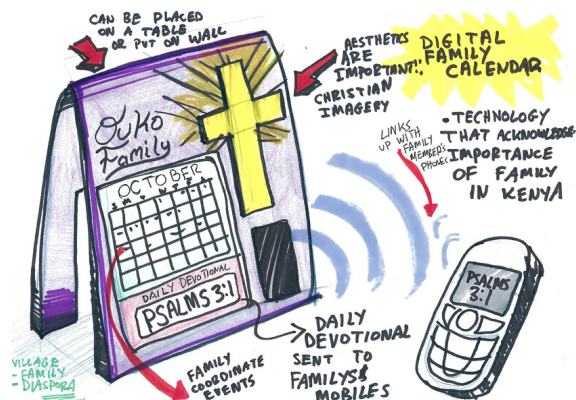 CAN BE PLACED
ON A TABLE
OR PUT ON WALL
AESTHETICS
ARE
IMPORTANT!.
CHRISTIAN
IMAGERY
DIGITAL
FAMILY
CALENDAR
• TECHNOLOGY
THAT ACKNOWLEDGE
IMPORTANCE
OF FAMILY
IN KENYA
LINKS
UP WITH
FAMILY
MEMBER'S
PHONES
Ouko
Family
OCTOBER
DAILY DEVOTIONAL
PSALMS 3:1
PSALMS
3:1
DAILY
DEVOTIONAL
SENT TO
FAMILYS
MOBILES
FAMILY
COORDINATE
EVENTS
VILLAGE
- FAMILY
- DIASPORA